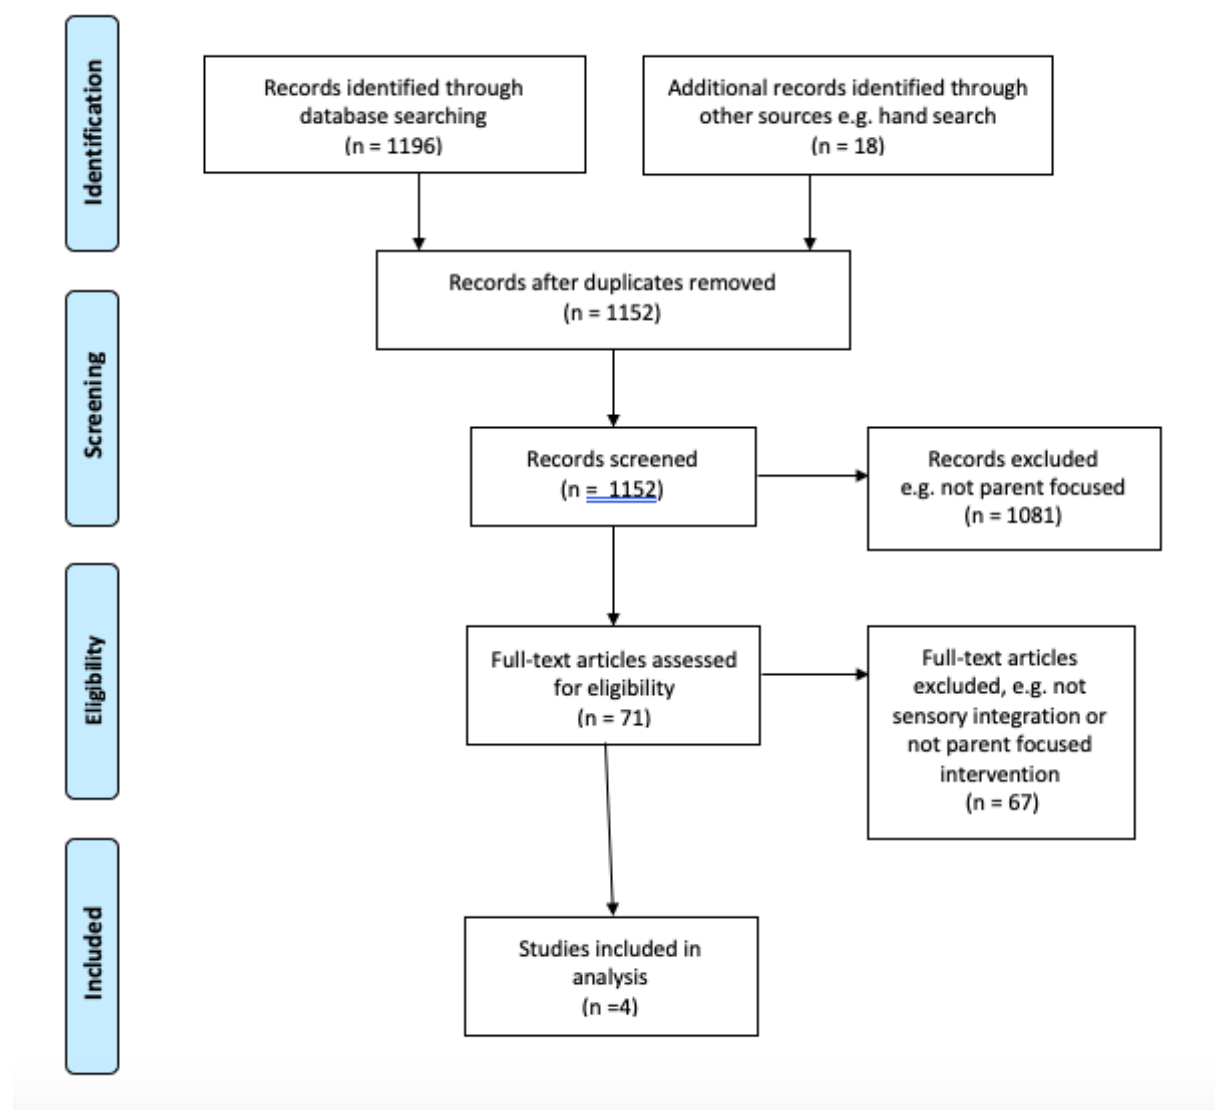 Identification
Records identified through
database searching
(n = 1196)
Additional records identified through
other sources e.g. hand search
(n = 18)
Records after duplicates removed
(n = 1152)
Screening
Records screened
(n =  1152)
Records excluded
e.g. not parent focused
(n = 1081)
Eligibility
Full-text articles assessed
for eligibility
(n = 71)
Full-text articles
excluded, e.g. not
sensory integration or
not parent focused
intervention
(n = 67)
Included
Studies included in
analysis
(n =4)